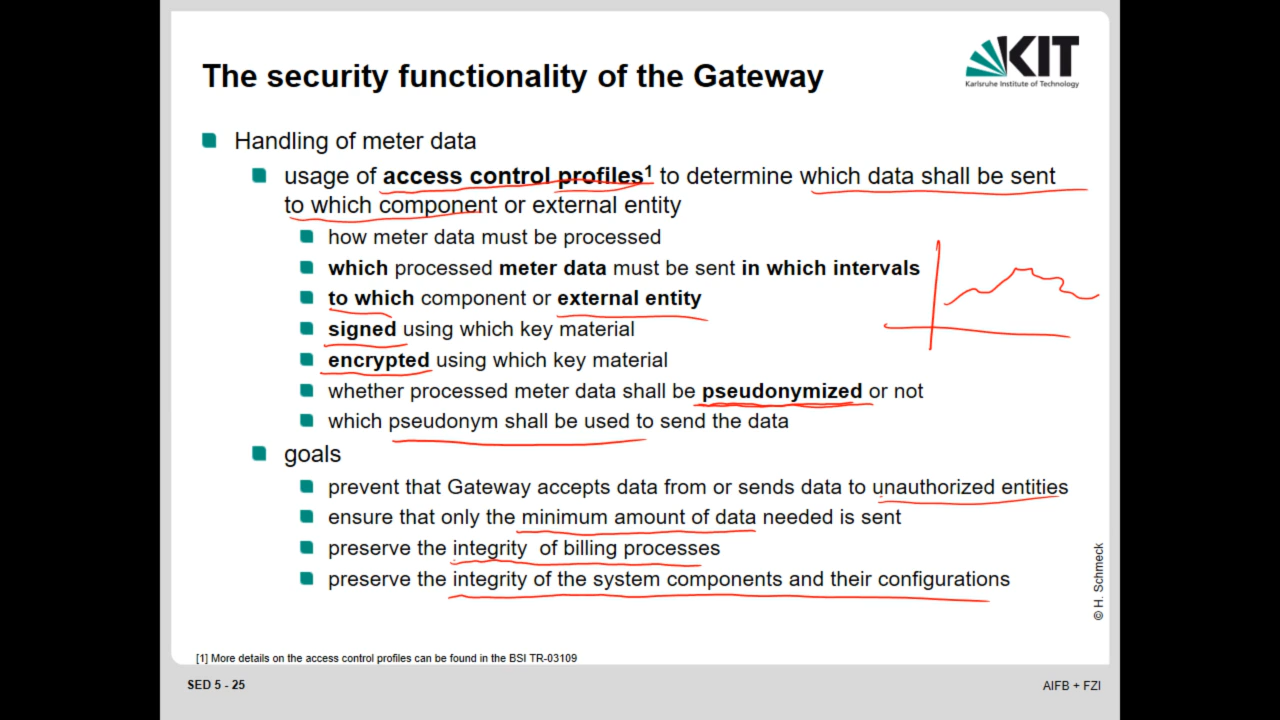 The security functionality of the Gateway
KIT
Karlsruhe Institute of Technology
Handling of meter data
usage of access control profiles¹ to determine which data shall be sent
to which component or external entity
how meter data must be processed
which processed meter data must be sent in which intervals
to which component or external entity
signed using which key material
encrypted using which key material
whether processed meter data shall be pseudonymized or not
which pseudonym shall be used to send the data
goals
prevent that Gateway accepts data from or sends data to unauthorized entities
ensure that only the minimum amount of data needed is sent
preserve the integrity of billing processes
preserve the integrity of the system components and their configurations
© H. Schmeck
[1] More details on the access control profiles can be found in the BSI TR-03109
SED 5 - 25
AIFB + FZI